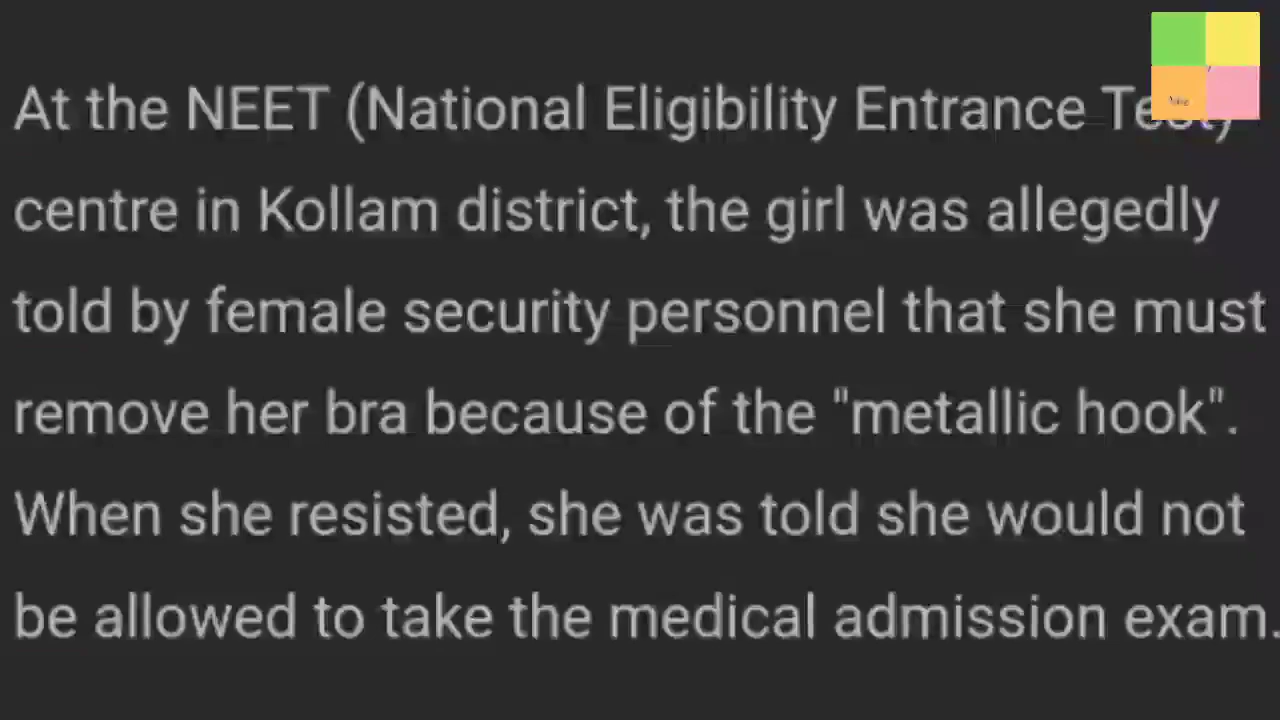 At the NEET (National Eligibility Entrance Test)
centre in Kollam district, the girl was allegedly
told by female security personnel that she must
remove her bra because of the "metallic hook".
When she resisted, she was told she would not
be allowed to take the medical admission exam.